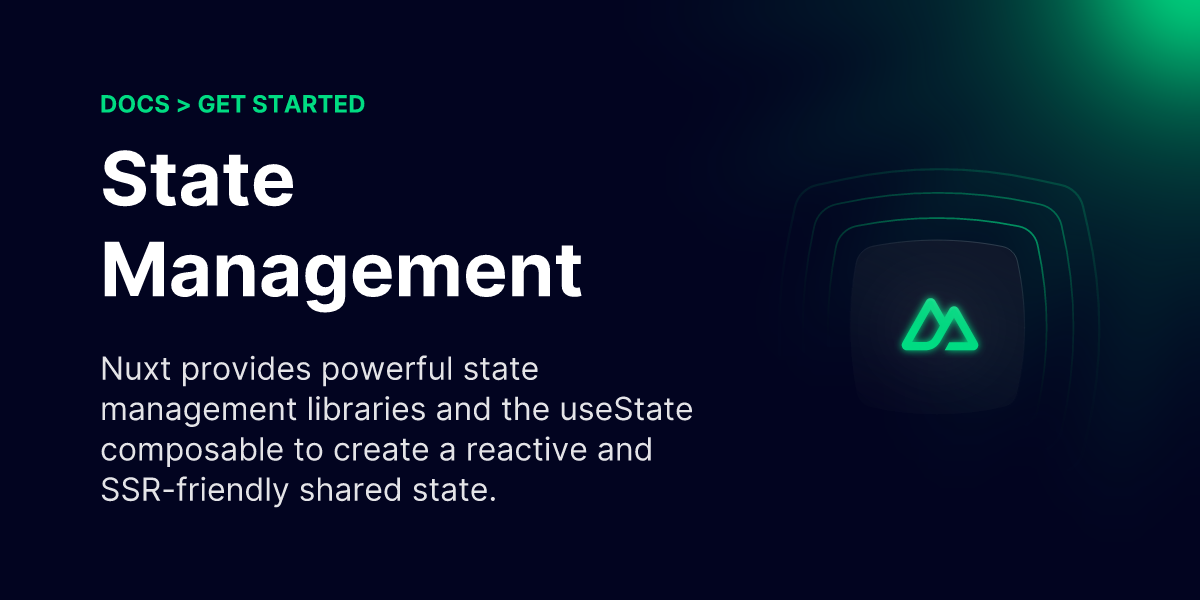 DOCS > GET STARTED
State
Management
Nuxt provides powerful state
management libraries and the useState
composable to create a reactive and
SSR-friendly shared state.